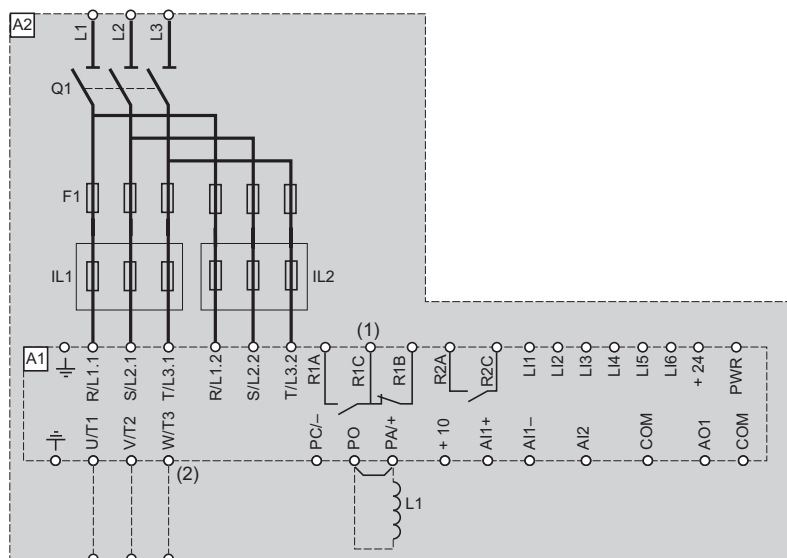 A2
L1
L2
L3
Q1
F1
IL1
IL2
(1)
A1
R/L1.1
S/L2.1
T/L3.1
R/L1.2
S/L2.2
T/L3.2
R1A
R1C
R1B
R2A
R2C
LI1
LI2
LI3
LI4
LI5
LI6
+ 24
PWR
U/T1
V/T2
W/T3
(2)
PC/–
PO
PA/+
+ 10
AI1+
AI1–
AI2
COM
AO1
COM
L1